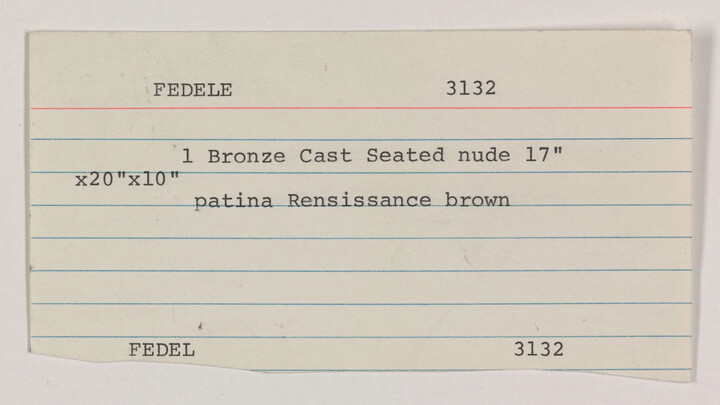 FEDELE 3132
1 Bronze Cast Seated nude 17"
x20"x10"
patina Rensissance brown
FEDEL 3132